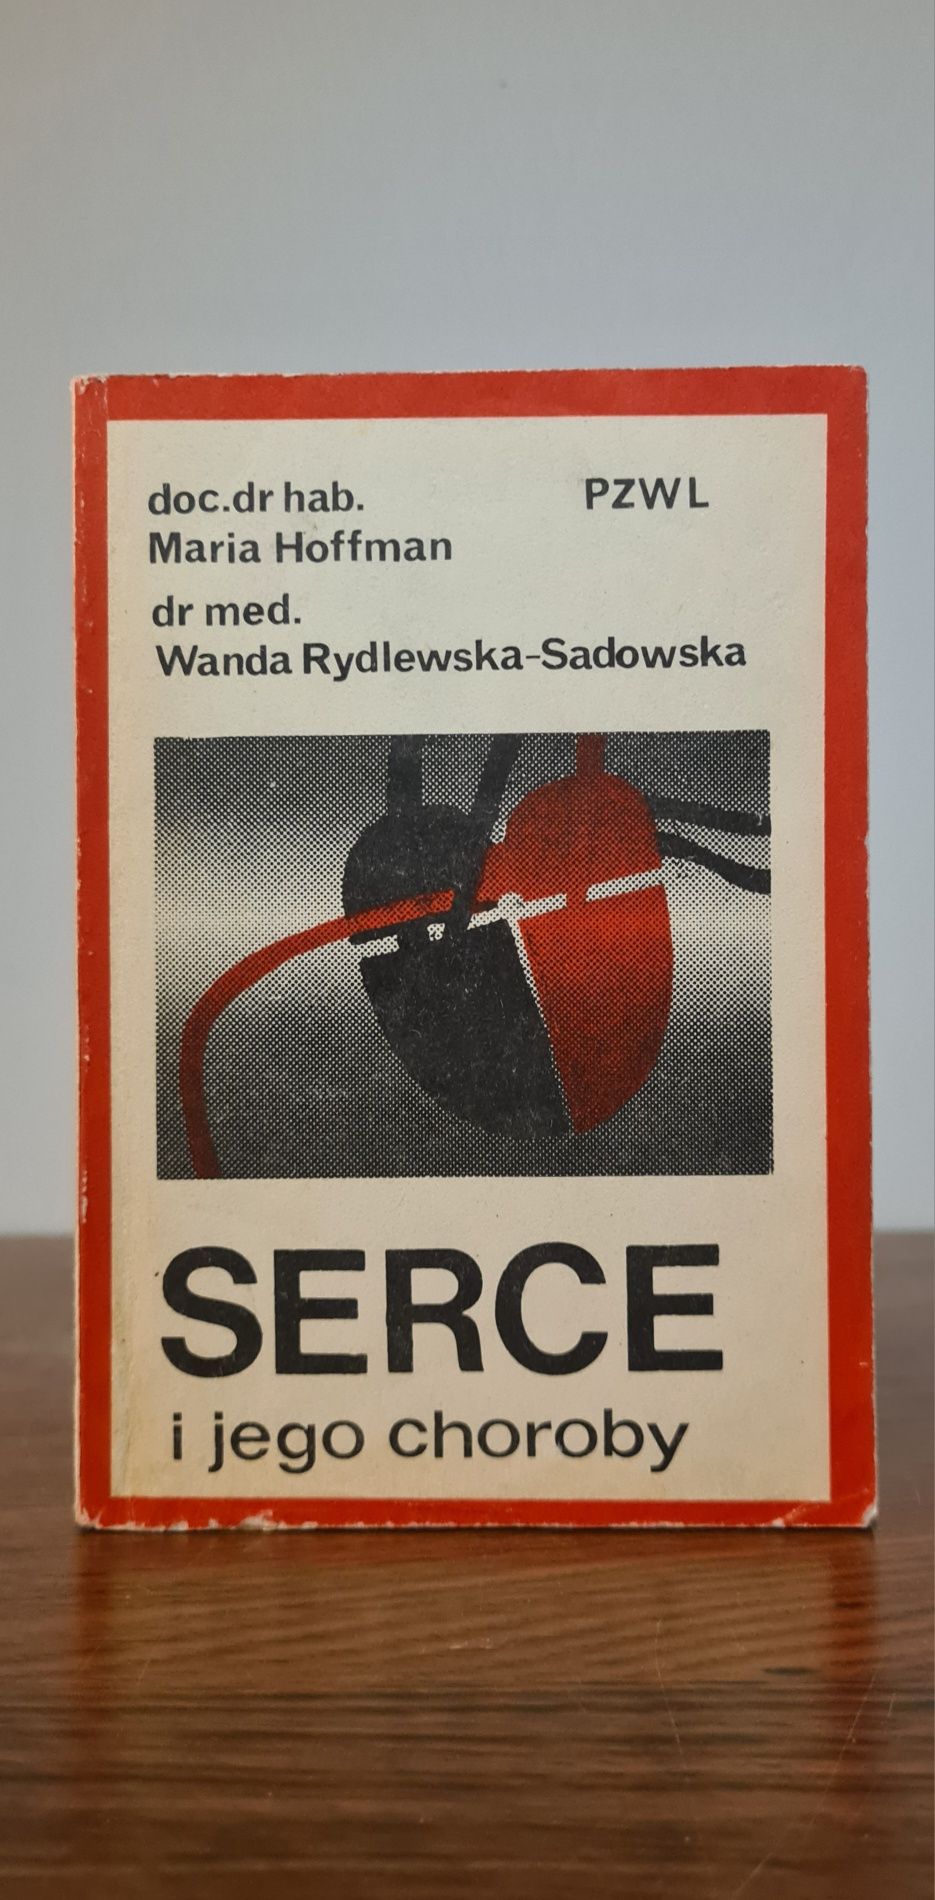 doc.dr hab.
PZWL
Maria Hoffman
dr med.
Wanda Rydlewska-Sadowska
SERCE
i jego choroby